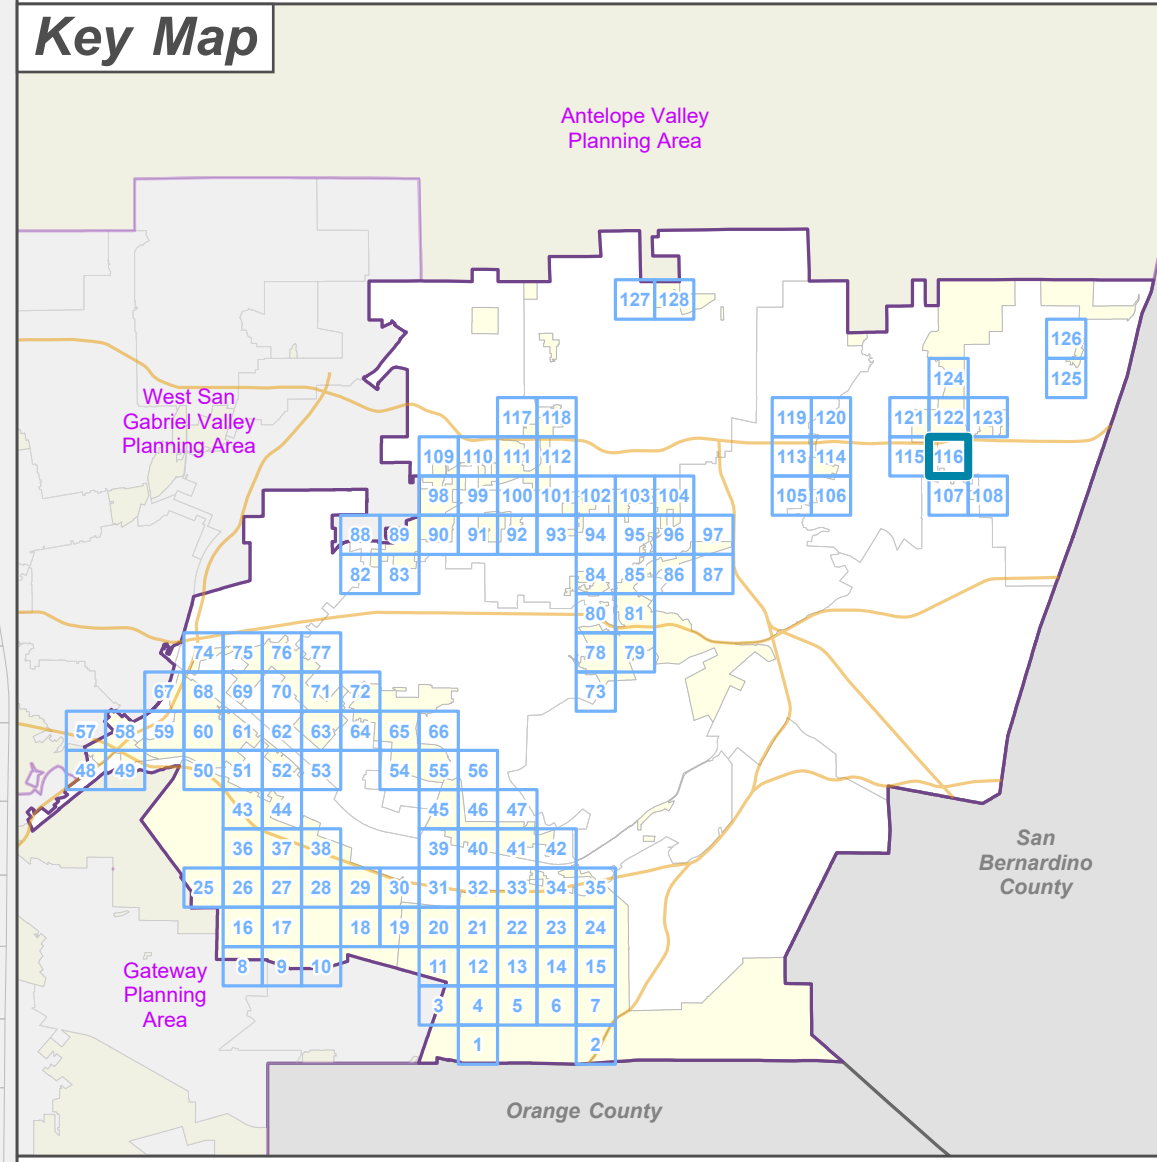 Key Map
Antelope Valley
Planning Area
127 128
126
124 125
West San
Gabriel Valley
Planning Area
117 118 119 120 121 122 123
109 110 111 112 113 114 115 116
98 99 100 101 102 103 104 105 106 107 108
88 89 90 91 92 93 94 95 96 97
82 83 84 85 86 87
80 81
74 75 76 77 78 79
67 68 69 70 71 72 73
57 58 59 60 61 62 63 64 65 66
48 49 50 51 52 53 54 55 56
43 44 45 46 47
36 37 38 39 40 41 42
San
Bernardino
County
25 26 27 28 29 30 31 32 33 34 35
16 17 18 19 20 21 22 23 24
Gateway
Planning
Area
8 9 10 11 12 13 14 15
3 4 5 6 7
1 2
Orange County